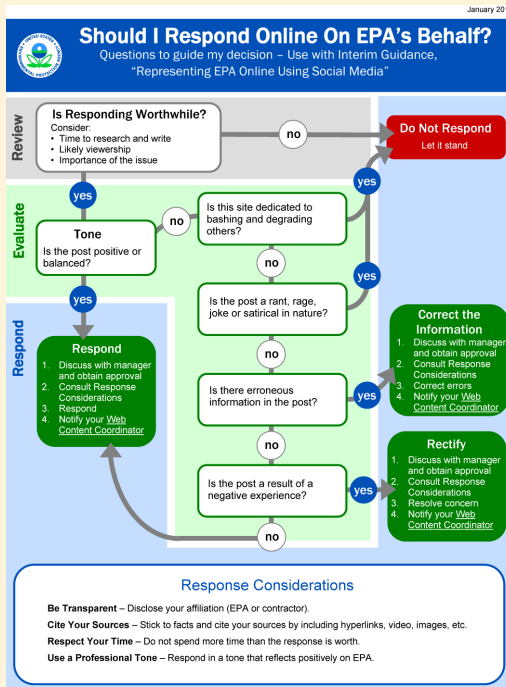 January 20
Should I Respond Online On EPA's Behalf?
Questions to guide my decision – Use with Interim Guidance,
"Representing EPA Online Using Social Media"
Review
Is Responding Worthwhile?
Consider:
• Time to research and write
• Likely viewership
• Importance of the issue
no
Do Not Respond
Let it stand
yes
Evaluate
Tone
Is the post positive or
balanced?
no
Is this site dedicated to
bashing and degrading
others?
yes
no
yes
Respond
Is the post a rant, rage,
joke or satirical in nature?
yes
Respond
1. Discuss with manager
and obtain approval
2. Consult Response
Considerations
3. Respond
4. Notify your Web
Content Coordinator
no
Is there erroneous
information in the post?
yes
Correct the
Information
1. Discuss with manager
and obtain approval
2. Consult Response
Considerations
3. Correct errors
4. Notify your Web
Content Coordinator
no
Is the post a result of a
negative experience?
yes
Rectify
1. Discuss with manager
and obtain approval
2. Consult Response
Considerations
3. Resolve concern
4. Notify your Web
Content Coordinator
no
Response Considerations
Be Transparent – Disclose your affiliation (EPA or contractor).
Cite Your Sources – Stick to facts and cite your sources by including hyperlinks, video, images, etc.
Respect Your Time – Do not spend more time than the response is worth.
Use a Professional Tone – Respond in a tone that reflects positively on EPA.